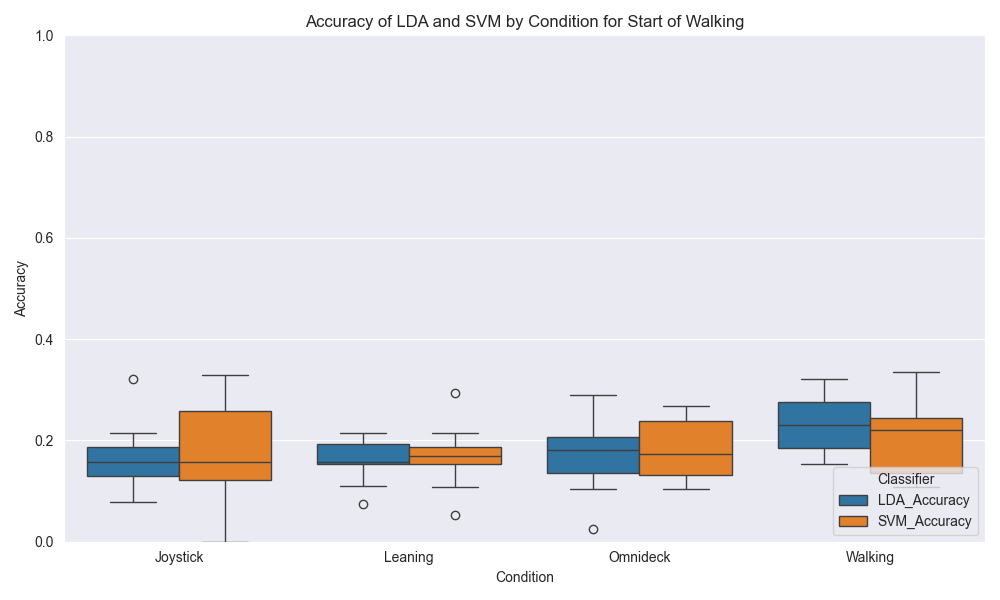 Accuracy of LDA and SVM by Condition for Start of Walking
1.0
0.8
0.6
0.4
0.2
0.0
Accuracy
Joystick
Leaning
Omnideck
Walking
Condition
Classifier
LDA_Accuracy
SVM_Accuracy